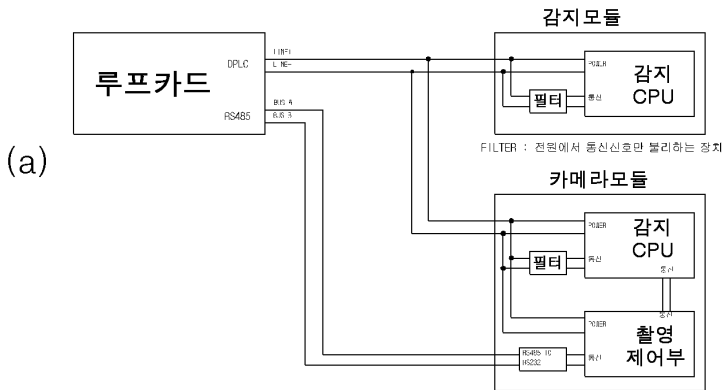 감지모듈
LINE+
LINE-
DPLC
루프카드
RS485
BUS A
BUS B
POWER
감지
CPU
필터
통신
FILTER : 전원에서 통신신호만 불리하는 장치
(a)
카메라모듈
POWER
감지
CPU
필터
통신
통신
통신
POWER
촬영
제어부
RS485 TO
RS232
통신